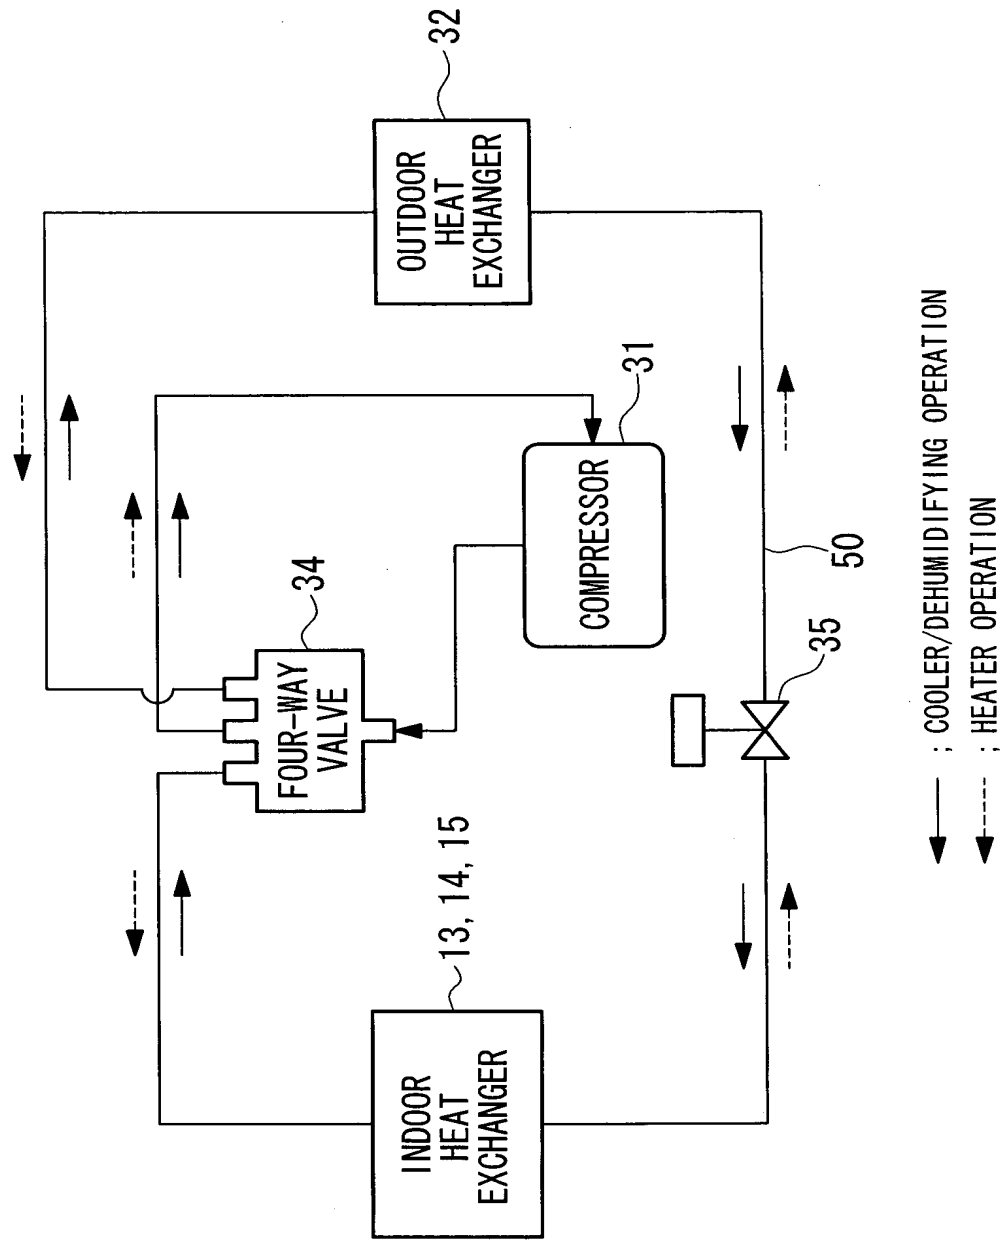 32
OUTDOOR
HEAT
EXCHANGER
31
COMPRESSOR
34
FOUR-WAY
VALVE
50
35
13, 14, 15
INDOOR
HEAT
EXCHANGER
; COOLER/DEHUMIDIFYING OPERATION
; HEATER OPERATION